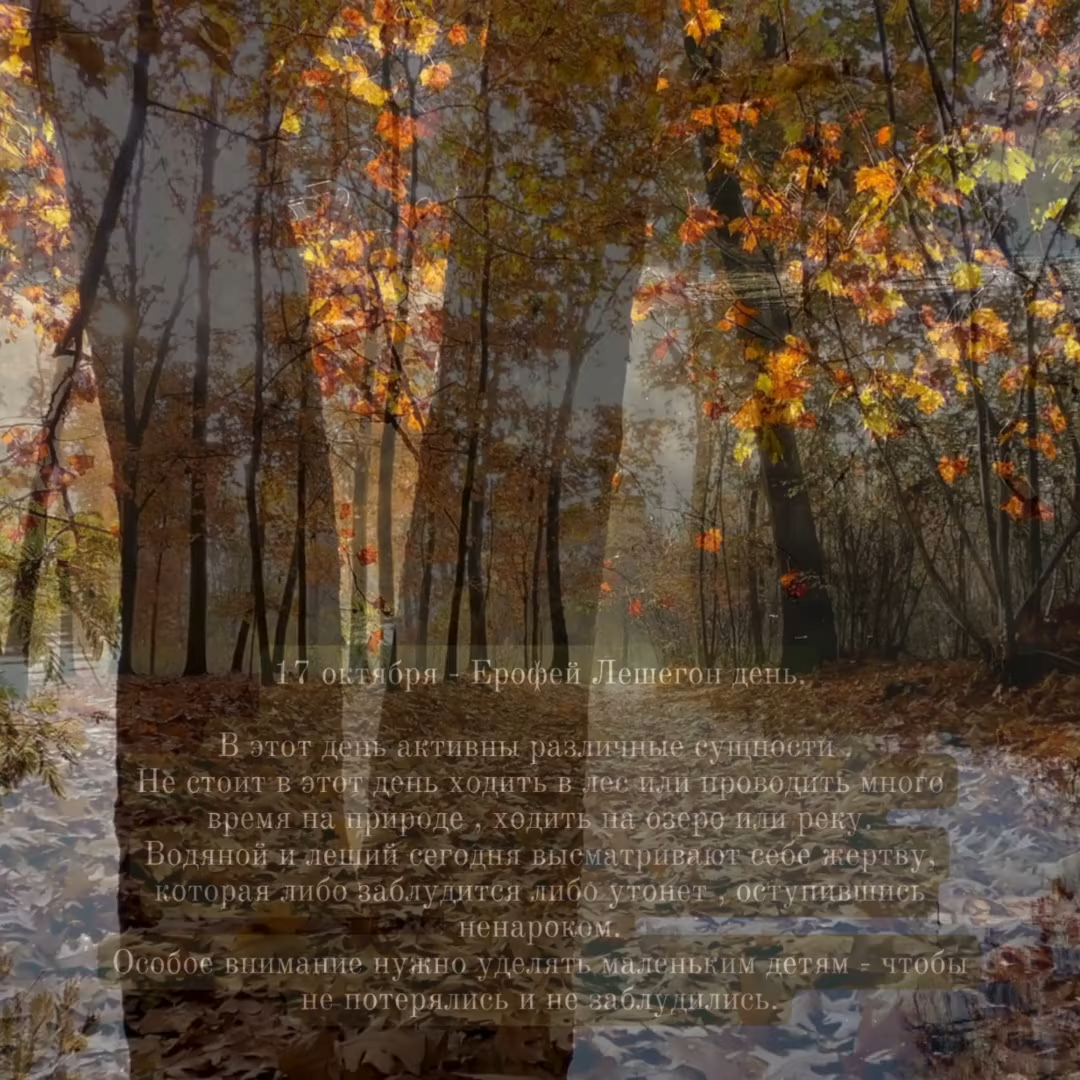 17 октября - Ерофей Лешегон день.
В этот день активны различные сущности .
Не стоит в этот день ходить в лес или проводить много
время на природе , ходить на озеро или реку.
Водяной и леший сегодня высматривают себе жертву,
которая либо заблудится либо утонет , оступившись
ненароком.
Особое внимание нужно уделять маленьким детям - чтобы
не потерялись и не заблудились.